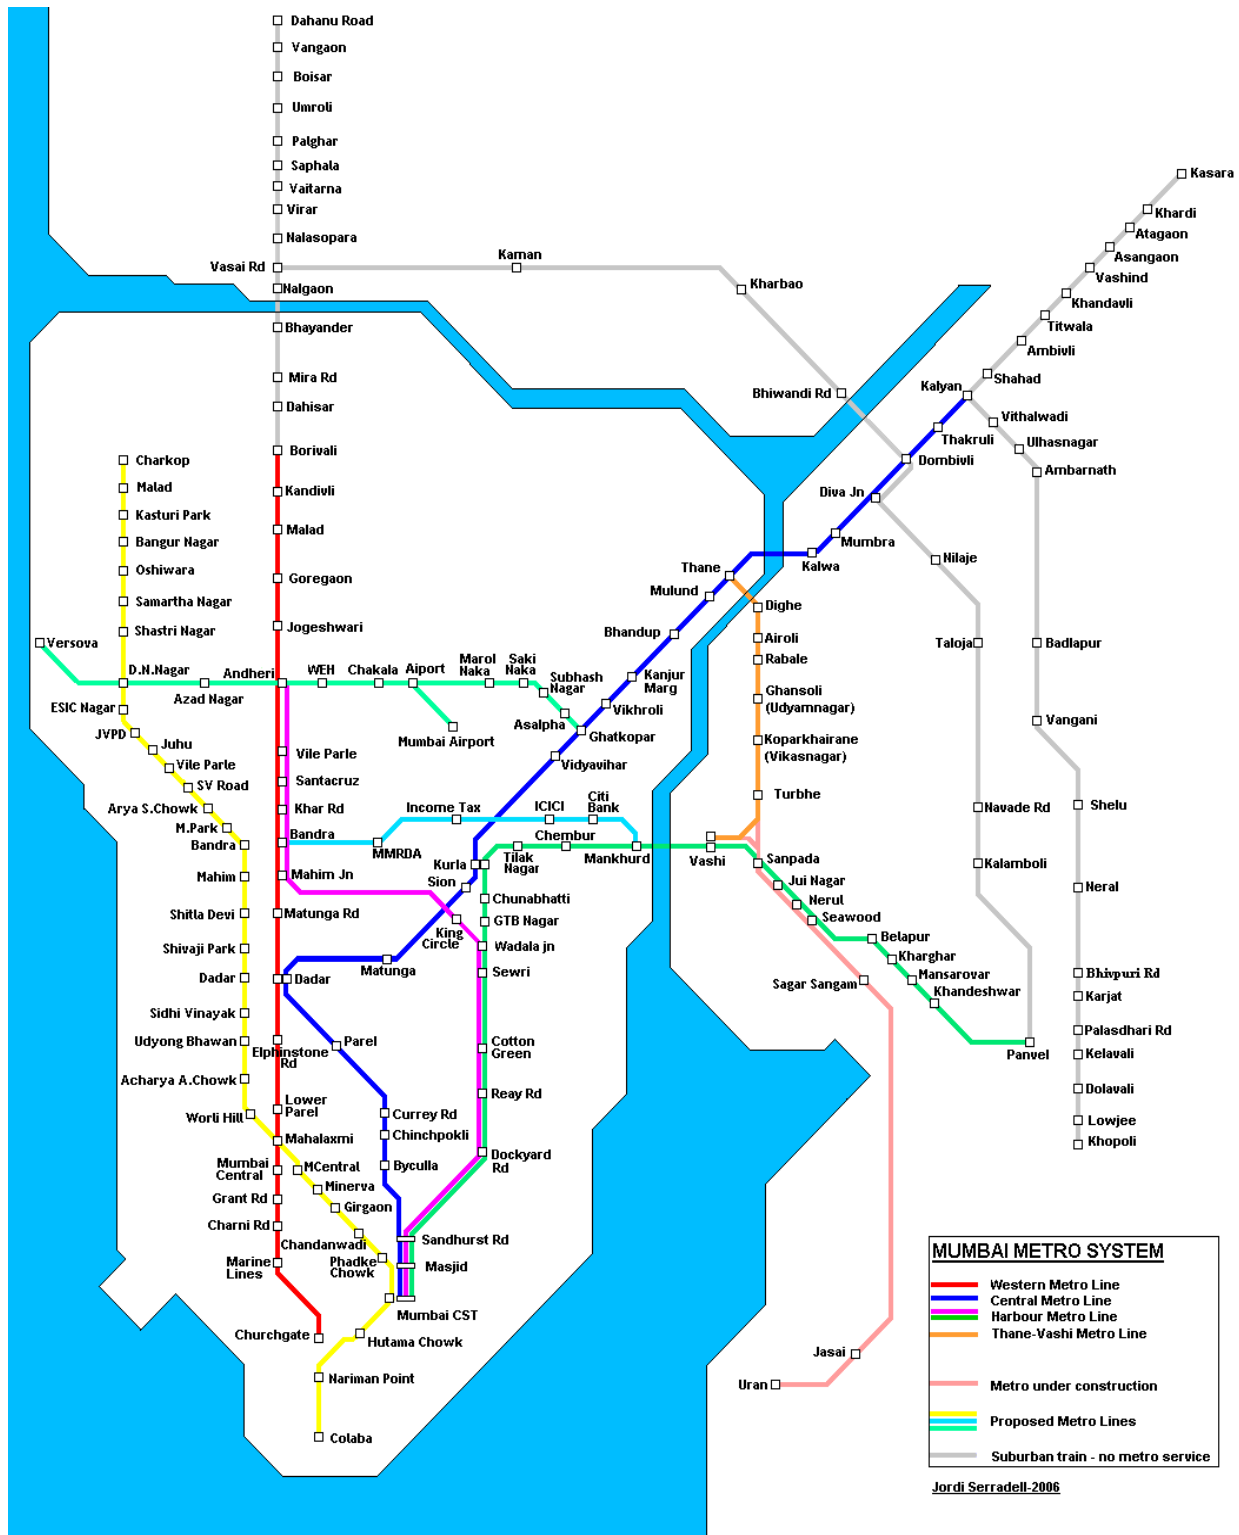 Dahanu Road
Vangaon
Boisar
Umroli
Palghar
Saphala
Vaitarna
Virar
Nalasopara
Vasai Rd
Nalgaon
Bhayander
Mira Rd
Dahisar
Borivali
Kandivli
Malad
Goregaon
Jogeshwari
Kaman
Kharbao
Bhiwandi Rd
Kasara
Khardi
Atagaon
Asangaon
Vashind
Khandavli
Titwala
Ambivli
Shahad
Kalyan
Vithalwadi
Ulhasnagar
Ambarnath
Thakruli
Dombivli
Diva Jn
Mumbra
Kalwa
Nilaje
Taloja
Badlapur
Vangani
Navade Rd
Shelu
Kalamboli
Neral
Bhivpuri Rd
Karjat
Palasdhari Rd
Kelavali
Dolavali
Lowjee
Khopoli
Charkop
Malad
Kasturi Park
Bangur Nagar
Oshiwara
Samartha Nagar
Shastri Nagar
Versova
D.N.Nagar
Azad Nagar
Andheri
WEH
Chakala
Aiport
Marol
Naka
Saki
Naka
Subhash
Nagar
Asalpha
Ghatkopar
Mumbai Airport
ESIC Nagar
JVPD
Juhu
Vile Parle
SV Road
Arya S.Chowk
M.Park
Bandra
Mahim
Shitla Devi
Shivaji Park
Dadar
Sidhi Vinayak
Udyong Bhawan
Acharya A.Chowk
Worli Hill
Vile Parle
Santacruz
Khar Rd
Bandra
Mahim Jn
Matunga Rd
Dadar
Elphinstone
Rd
Lower
Parel
Mahalaxmi
Mumbai
Central
Grant Rd
Charni Rd
Marine
Lines
Churchgate
MCentral
Minerva
Girgaon
Chandanwadi
Phadke
Chowk
Mumbai CST
Hutama Chowk
Nariman Point
Colaba
Thane
Mulund
Bhandup
Kanjur
Marg
Vikhroli
Vidyavihar
Kurla
Sion
Matunga
Parel
Currey Rd
Chinchpokli
Byculla
Sandhurst Rd
Masjid
MMRDA
Income Tax
ICICI
Citi
Bank
Tilak
Nagar
Chembur
Mankhurd
Vashi
Chunabhatti
GTB Nagar
King
Circle
Wadala jn
Sewri
Cotton
Green
Reay Rd
Dockyard
Rd
Dighe
Airoli
Rabale
Ghansoli
(Udyamnagar)
Koparkhairane
(Vikasnagar)
Turbhe
Sanpada
Jui Nagar
Nerul
Seawood
Belapur
Kharghar
Mansarovar
Khandeshwar
Panvel
Sagar Sangam
Jasai
Uran
MUMBAI METRO SYSTEM
Western Metro Line
Central Metro Line
Harbour Metro Line
Thane-Vashi Metro Line
Metro under construction
Proposed Metro Lines
Suburban train - no metro service
Jordi Serradell-2006